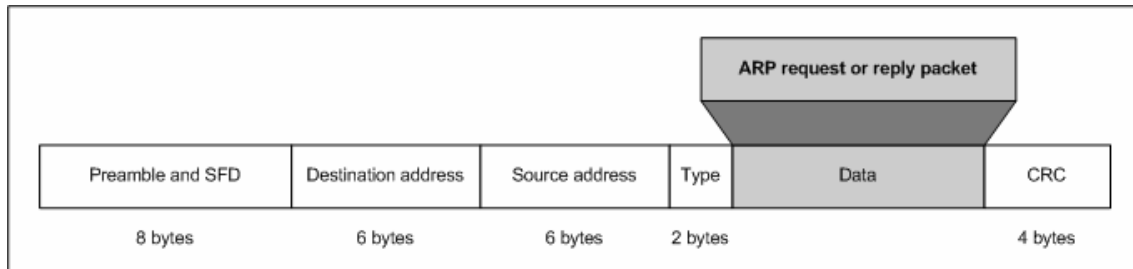 ARP request or reply packet
Preamble and SFD
Destination address
Source address
Type
Data
CRC
8 bytes
6 bytes
6 bytes
2 bytes
4 bytes